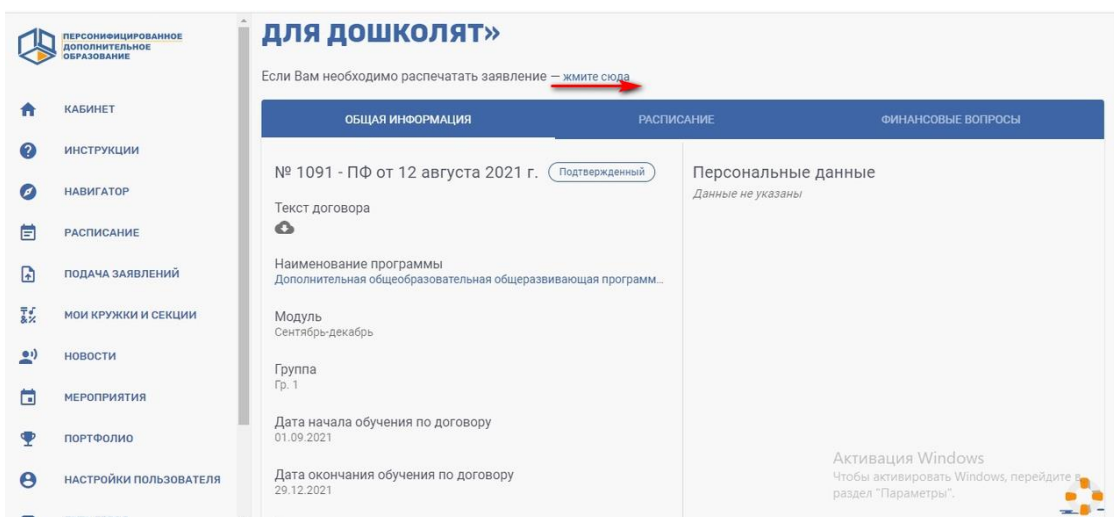 ПЕРСОНИФИЦИРОВАННОЕ
ДОПОЛНИТЕЛЬНОЕ
ОБРАЗОВАНИЕ
КАБИНЕТ
ИНСТРУКЦИИ
НАВИГАТОР
РАСПИСАНИЕ
ПОДАЧА ЗАЯВЛЕНИЙ
МОИ КРУЖКИ И СЕКЦИИ
НОВОСТИ
МЕРОПРИЯТИЯ
ПОРТФОЛИО
НАСТРОЙКИ ПОЛЬЗОВАТЕЛЯ
ДЛЯ ДОШКОЛЯТ»
Если Вам необходимо распечатать заявление — жмите сюда
ОБЩАЯ ИНФОРМАЦИЯ
РАСПИСАНИЕ
ФИНАНСОВЫЕ ВОПРОСЫ
№ 1091 - ПФ от 12 августа 2021 г. Подтвержденный
Текст договора
Наименование программы
Дополнительная общеобразовательная общеразвивающая программ...
Модуль
Сентябрь-декабрь
Группа
Гр. 1
Дата начала обучения по договору
01.09.2021
Дата окончания обучения по договору
29.12.2021
Персональные данные
Данные не указаны
Активация Windows
Чтобы активировать Windows, перейдите в
раздел "Параметры".